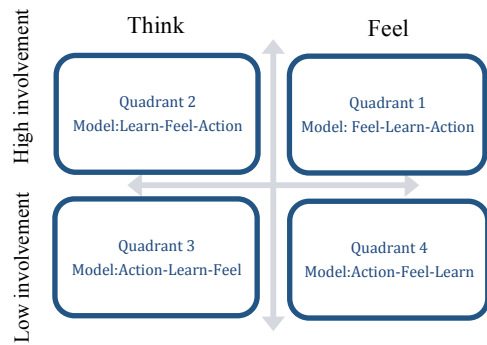 Think
Feel
High involvement
Quadrant 2
Model:Learn-Feel-Action
Quadrant 1
Model: Feel-Learn-Action
Low involvement
Quadrant 3
Model:Action-Learn-Feel
Quadrant 4
Model:Action-Feel-Learn